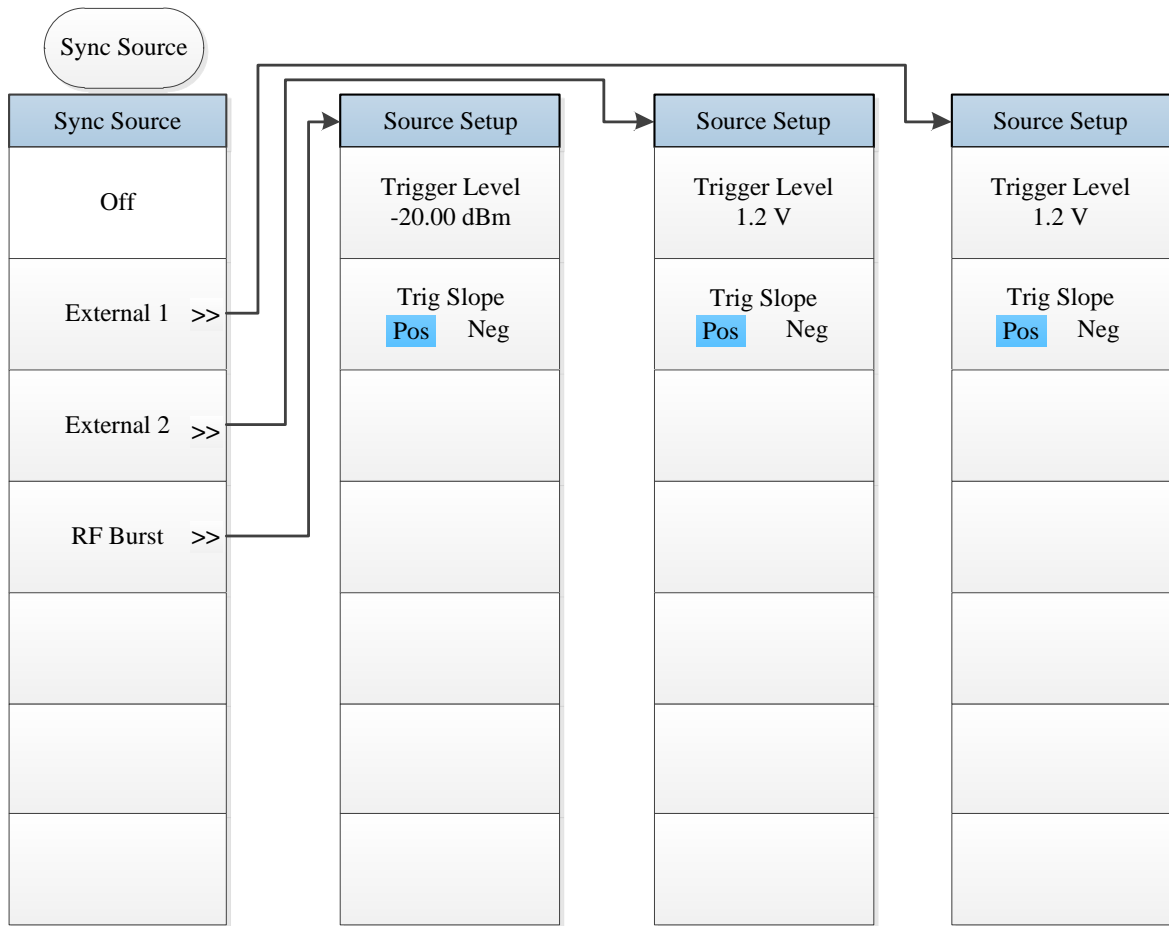 Sync Source
Sync Source
Off
External 1 >>
External 2 >>
RF Burst >>
Source Setup
Trigger Level
-20.00 dBm
Trig Slope
Pos Neg
Source Setup
Trigger Level
1.2 V
Trig Slope
Pos Neg
Source Setup
Trigger Level
1.2 V
Trig Slope
Pos Neg